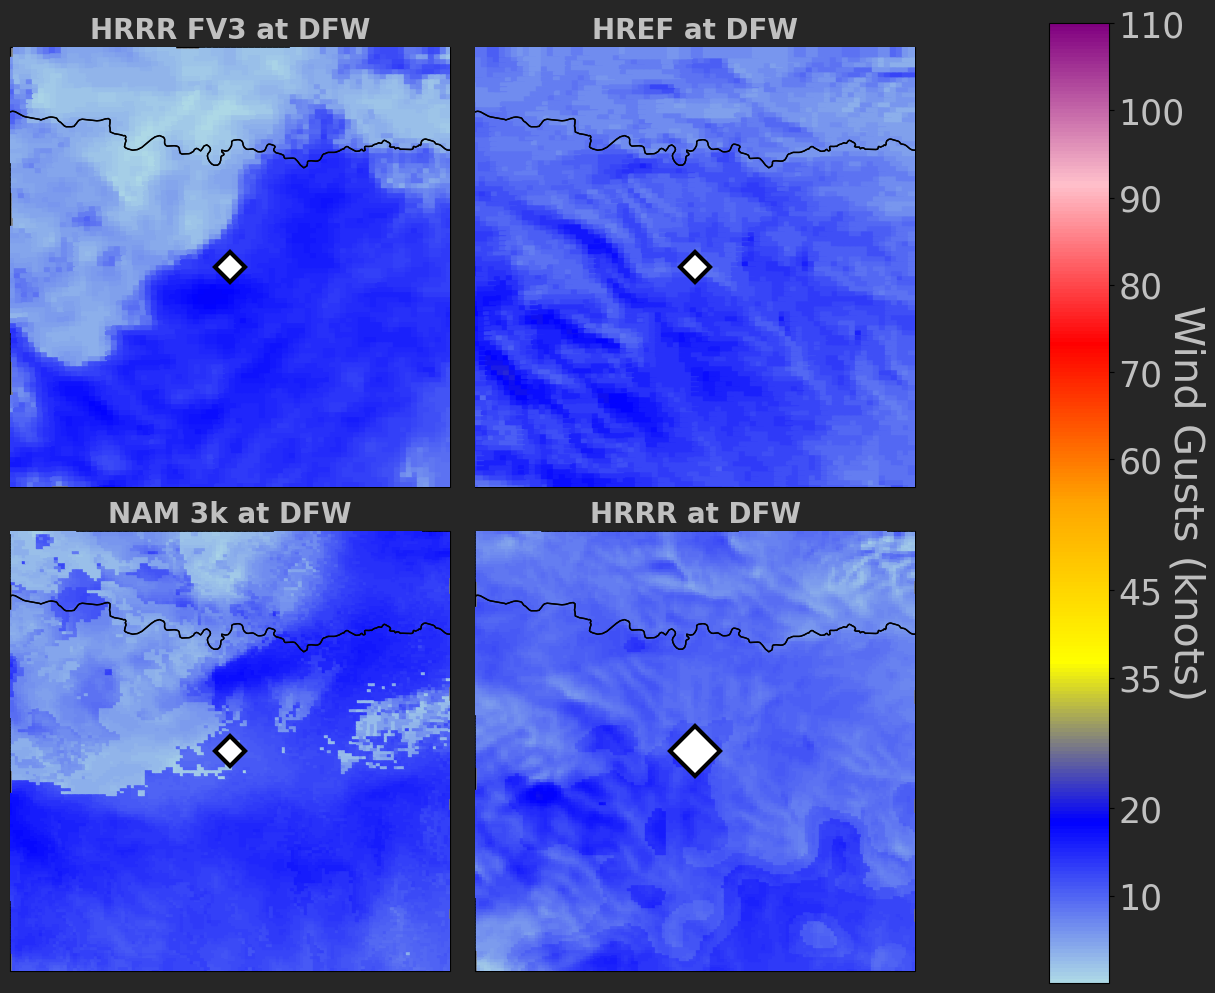 HRRR FV3 at DFW
HREF at DFW
NAM 3k at DFW
HRRR at DFW
110
100
90
80
70
60
45
35
20
10
Wind Gusts (knots)